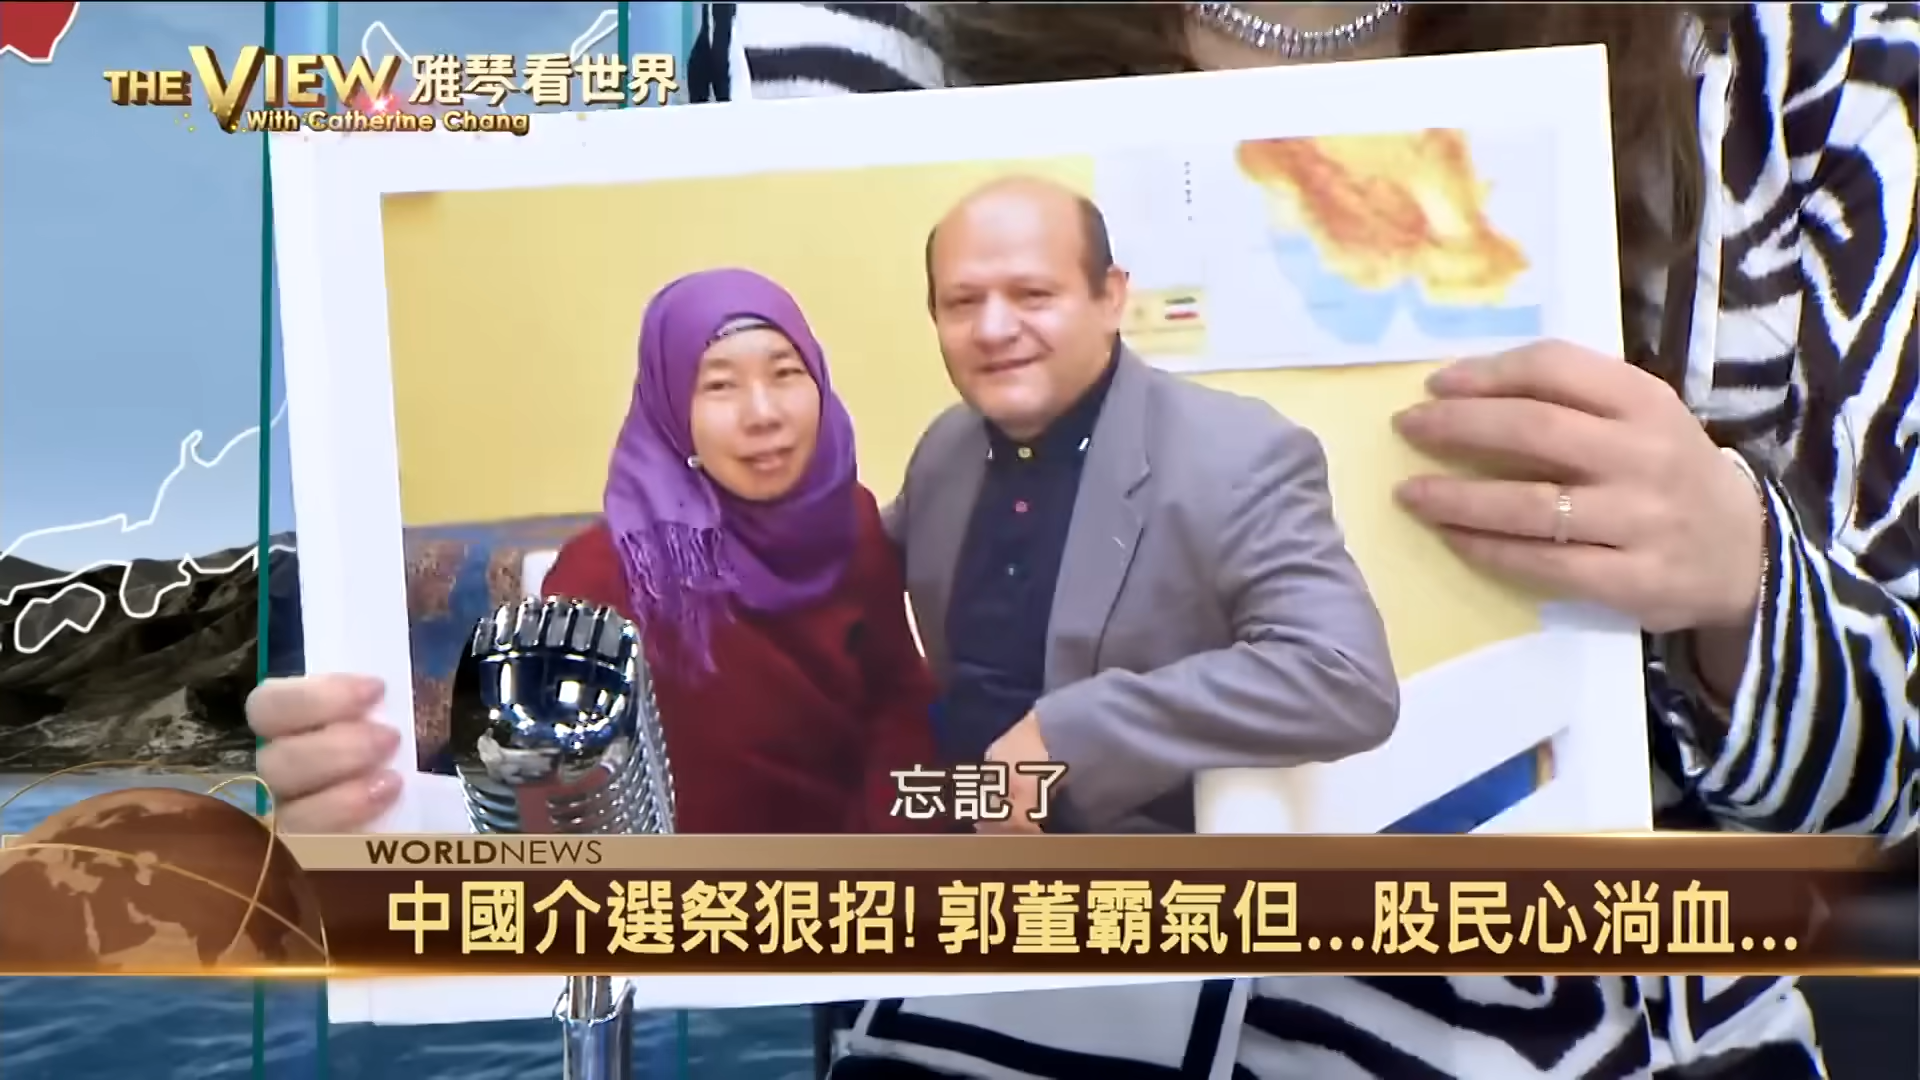 THE VIEW 雅琴看世界
With Catherine Chang
忘記了
WORLDNEWS
中國介選祭狠招!郭董霸氣但...股民心淌血...